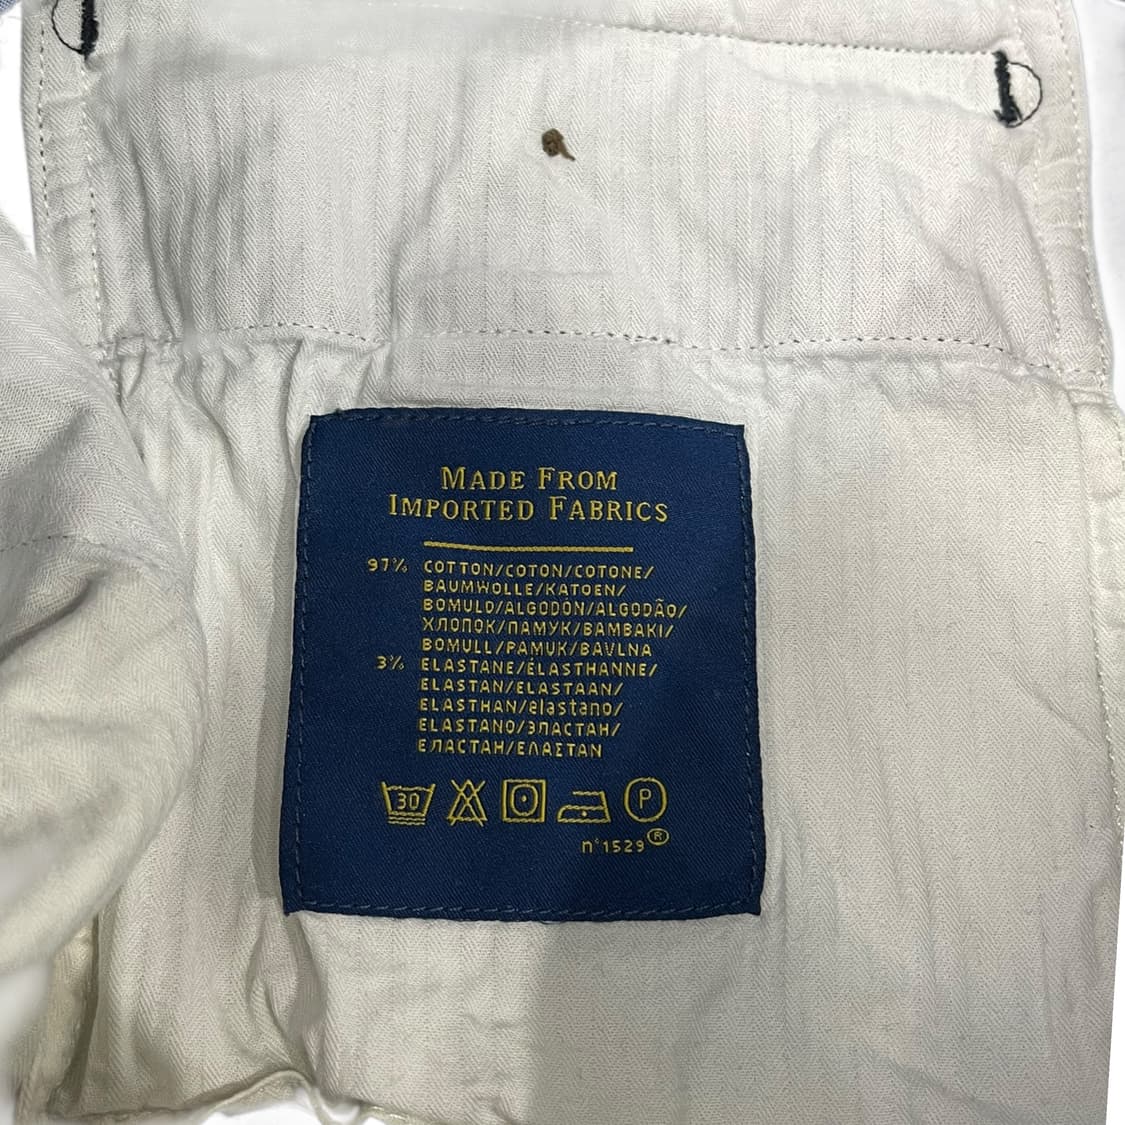 MADE FROM
IMPORTED FABRICS
97% COTTON/COTON/COTONE/
BAUMWOLLE/KATOEN/
BOMULD/ALGODÓN/ALGODÃO/
ХЛОПОК/ПАМУК/BAMBAKI/
BOMULL/PAMUK/BAVLNA
3% ELASTANE/ÉLASTHANNE/
ELASTAN/ELASTAAN/
ELASTHAN/elastano/
ELASTANO/ЭЛАСТАН/
ЕЛАСТАН/ΕΛΑΣΤΑΝ
30 P
n°1529®